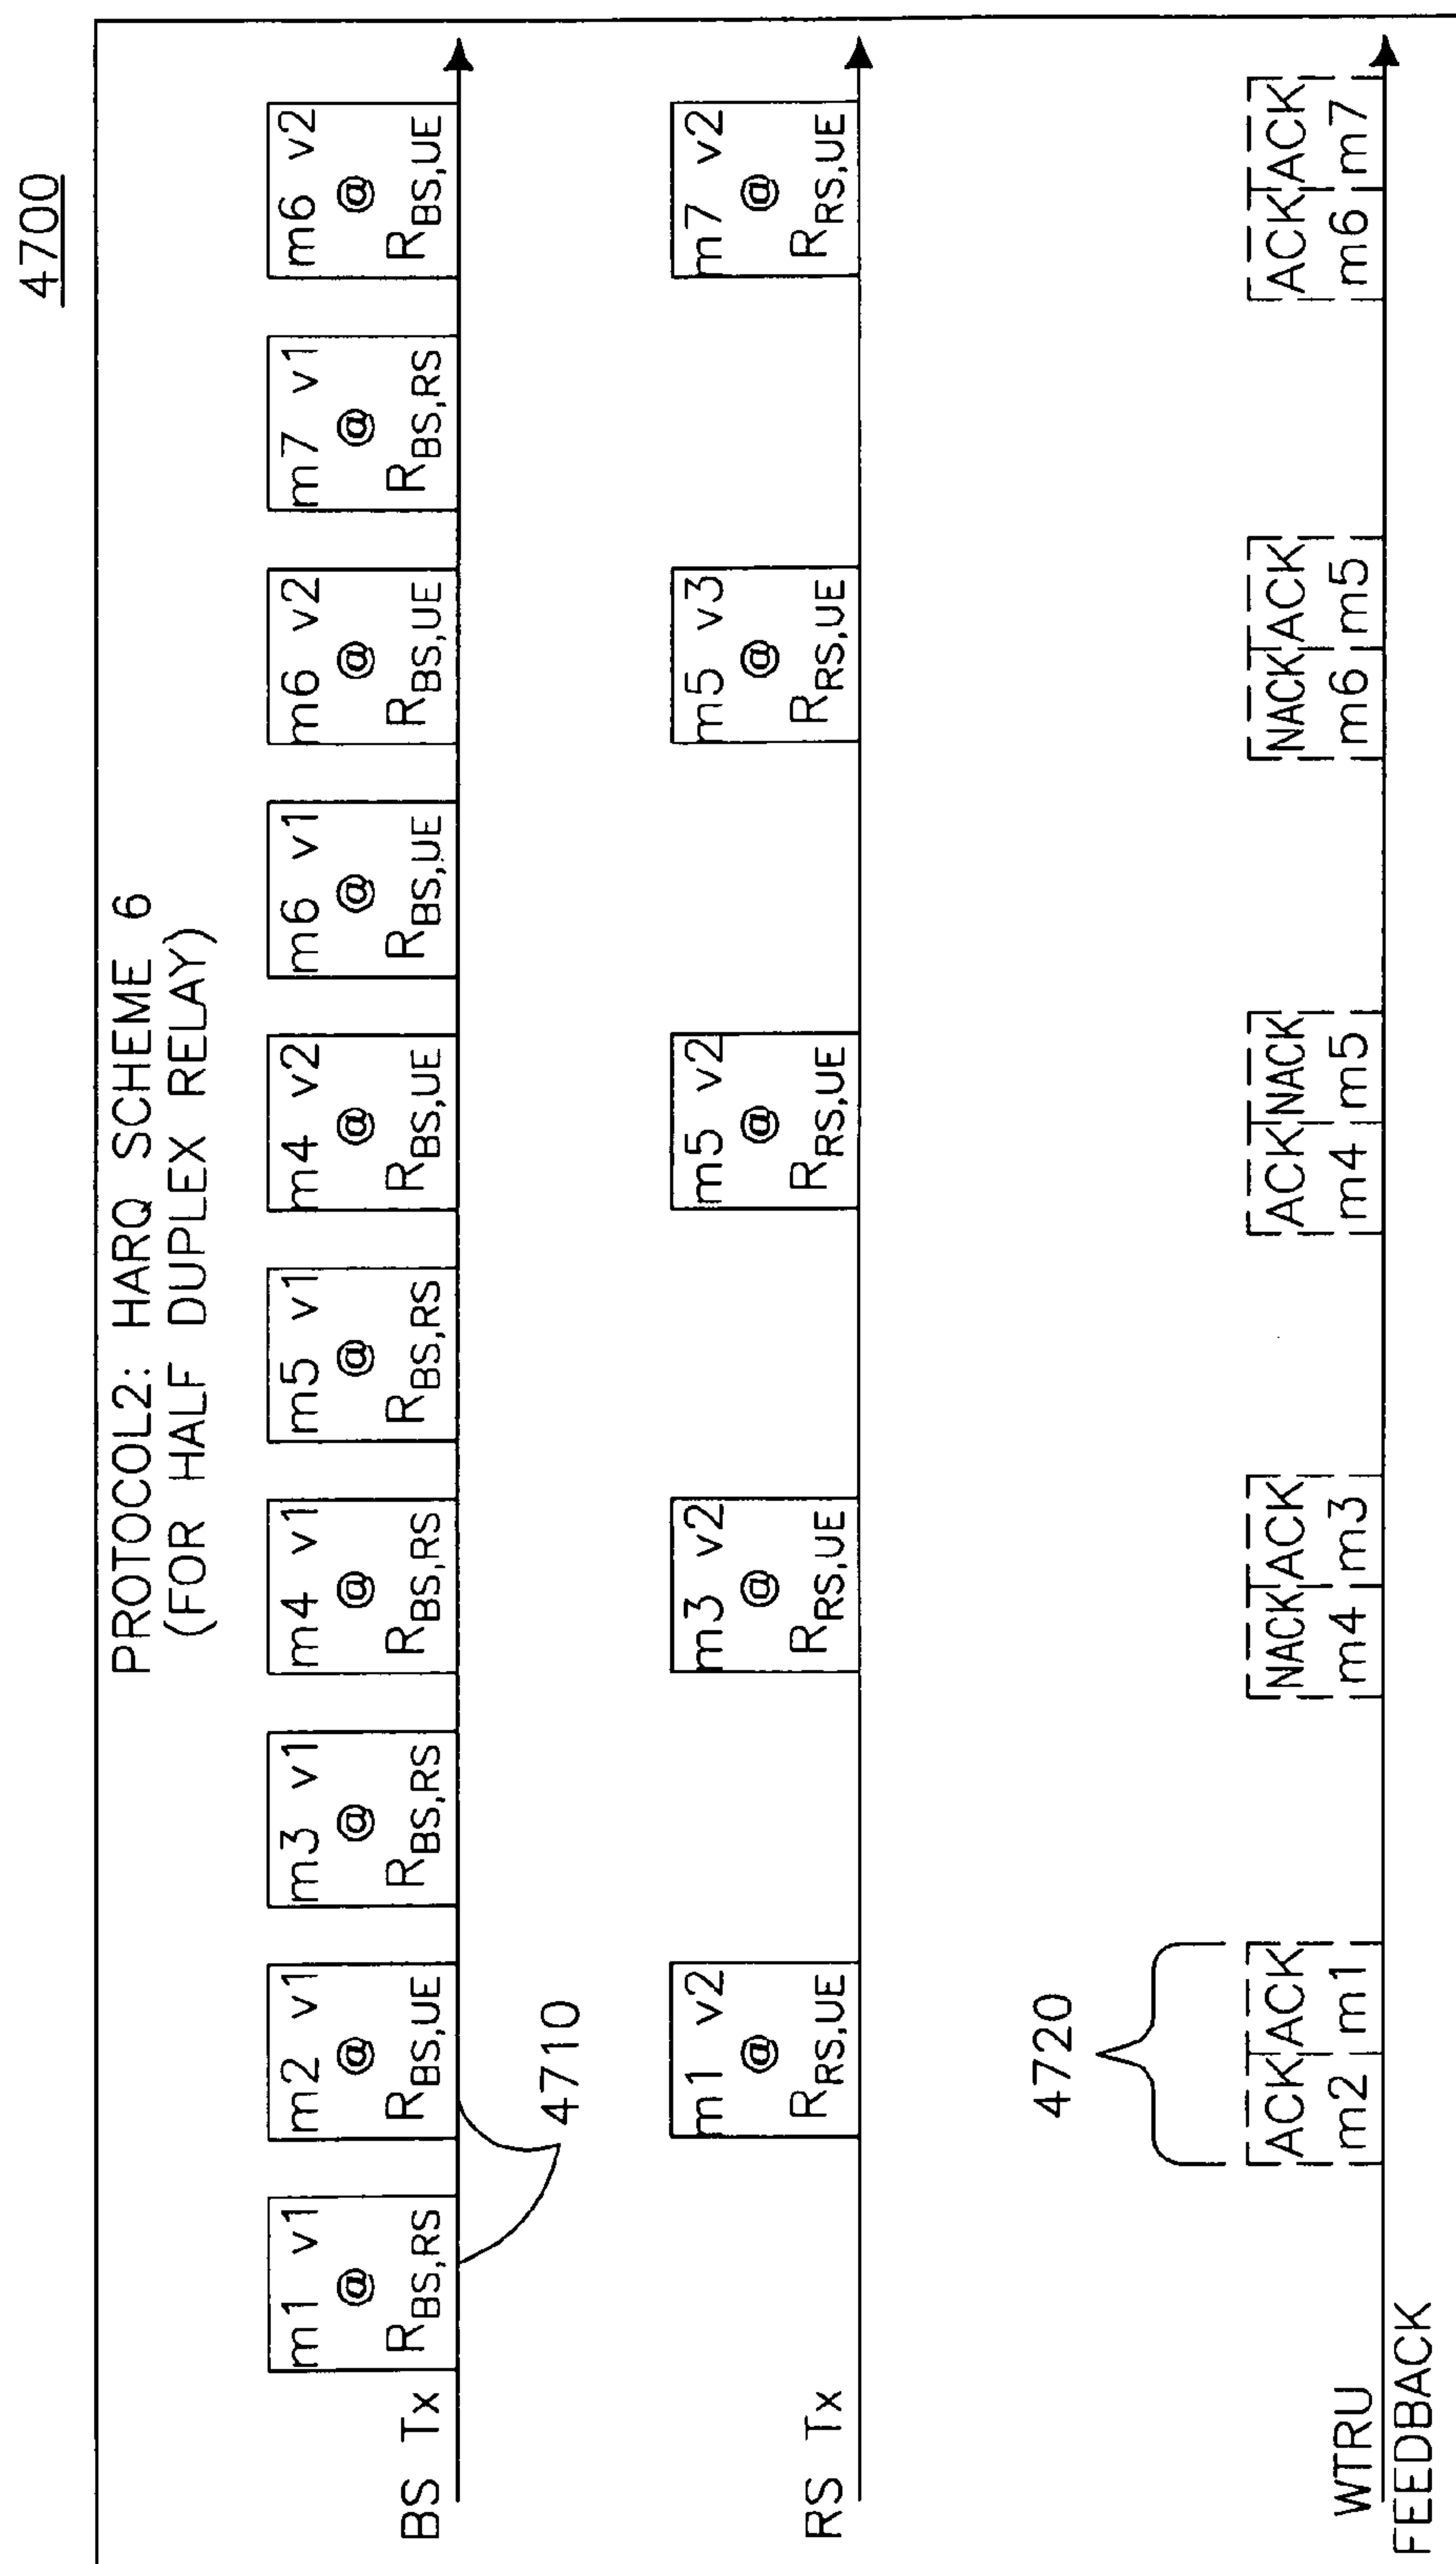 4700
PROTOCOL2: HARQ SCHEME 6
(FOR HALF DUPLEX RELAY)
BS Tx
m1 v1
@
RBS,RS
m2 v1
@
RBS,UE
m3 v1
@
RBS,RS
m4 v1
@
RBS,RS
m5 v1
@
RBS,RS
m4 v2
@
RBS,UE
m6 v1
@
RBS,UE
m6 v2
@
RBS,UE
m7 v1
@
RBS,RS
m6 v2
@
RBS,UE
4710
RS Tx
m1 v2
@
RRS,UE
m3 v2
@
RRS,UE
m5 v2
@
RRS,UE
m5 v3
@
RRS,UE
m7 v2
@
RRS,UE
4720
WTRU
FEEDBACK
ACK ACK
m2 m1
NACK ACK
m4 m3
ACK NACK
m4 m5
NACK ACK
m6 m5
ACK ACK
m6 m7